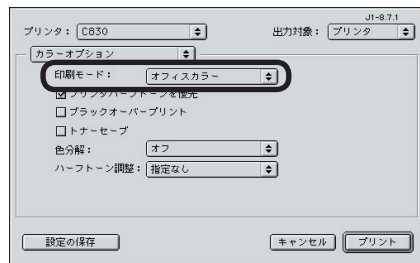 J1-8.7.1
プリンタ： C830 出力対象： プリンタ
カラーオプション
印刷モード： オフィスカラー
プリンタハーフトーンを優先
ブラックオーバープリント
トナーセーブ
色分解： オフ
ハーフトーン調整： 指定なし
設定の保存 キャンセル プリント